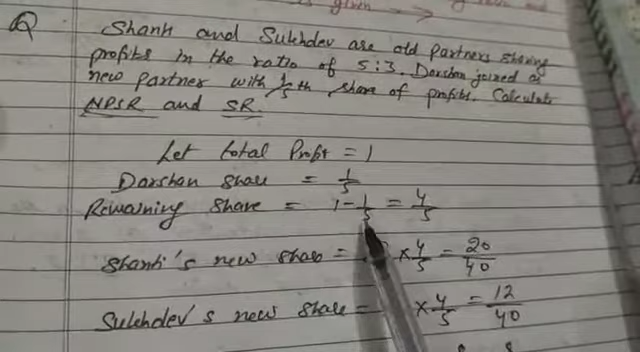 is given →
Q Shanti and Sukhdev are old partners sharing
profits in the ratio of 5:3. Darshan joined as
new partner with 1/5th share of profits. Calculate
NPSR and SR.
Let total Profit = 1
Darshan Share = 1/5
Remaining Share = 1 - 1/5 = 4/5
Shanti's new share = × 4/5 = 20/40
Sukhdev's new share = × 4/5 = 12/40
8